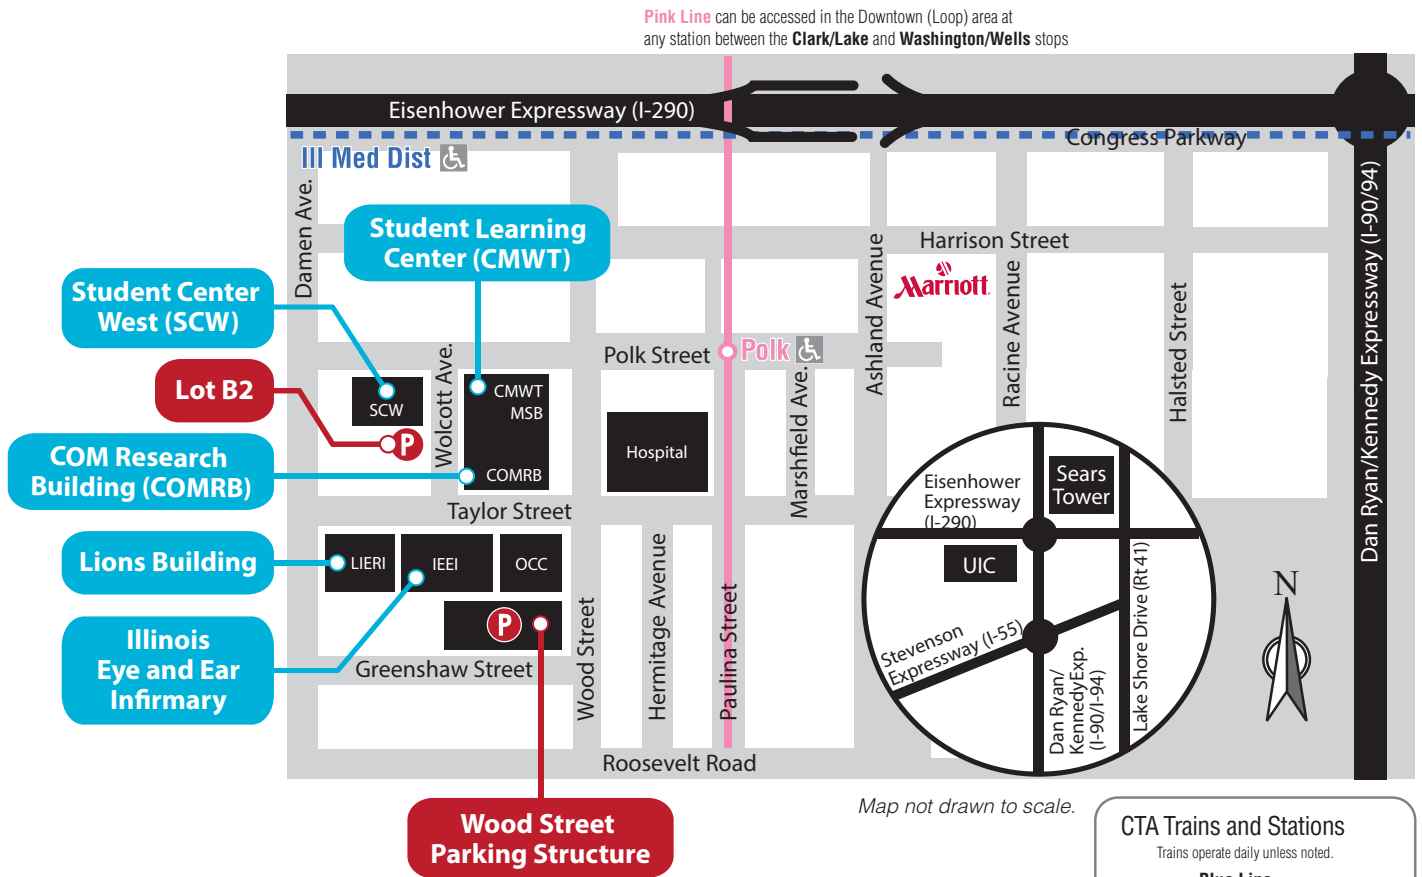 Pink Line can be accessed in the Downtown (Loop) area at
any station between the Clark/Lake and Washington/Wells stops
Eisenhower Expressway (I-290)
Congress Parkway
Ill Med Dist
Damen Ave.
Student Learning
Center (CMWT)
Harrison Street
Marriott
Student Center
West (SCW)
Lot B2
COM Research
Building (COMRB)
Lions Building
Illinois
Eye and Ear
Infirmary
Polk Street
Polk
Wolcott Ave.
SCW
P
CMWT
MSB
COMRB
Hospital
Marshfield Ave.
Ashland Avenue
Racine Avenue
Halsted Street
Dan Ryan/Kennedy Expressway (I-90/94)
Taylor Street
LIERI
IEEI
OCC
P
Greenshaw Street
Wood Street
Hermitage Avenue
Paulina Street
Roosevelt Road
Wood Street
Parking Structure
Eisenhower
Expressway
(I-290)
Sears
Tower
UIC
Stevenson
Expressway (I-55)
Dan Ryan/
KennedyExp.
(I-90/I-94)
Lake Shore Drive (Rt 41)
N
Map not drawn to scale.
CTA Trains and Stations
Trains operate daily unless noted.
Blue Line